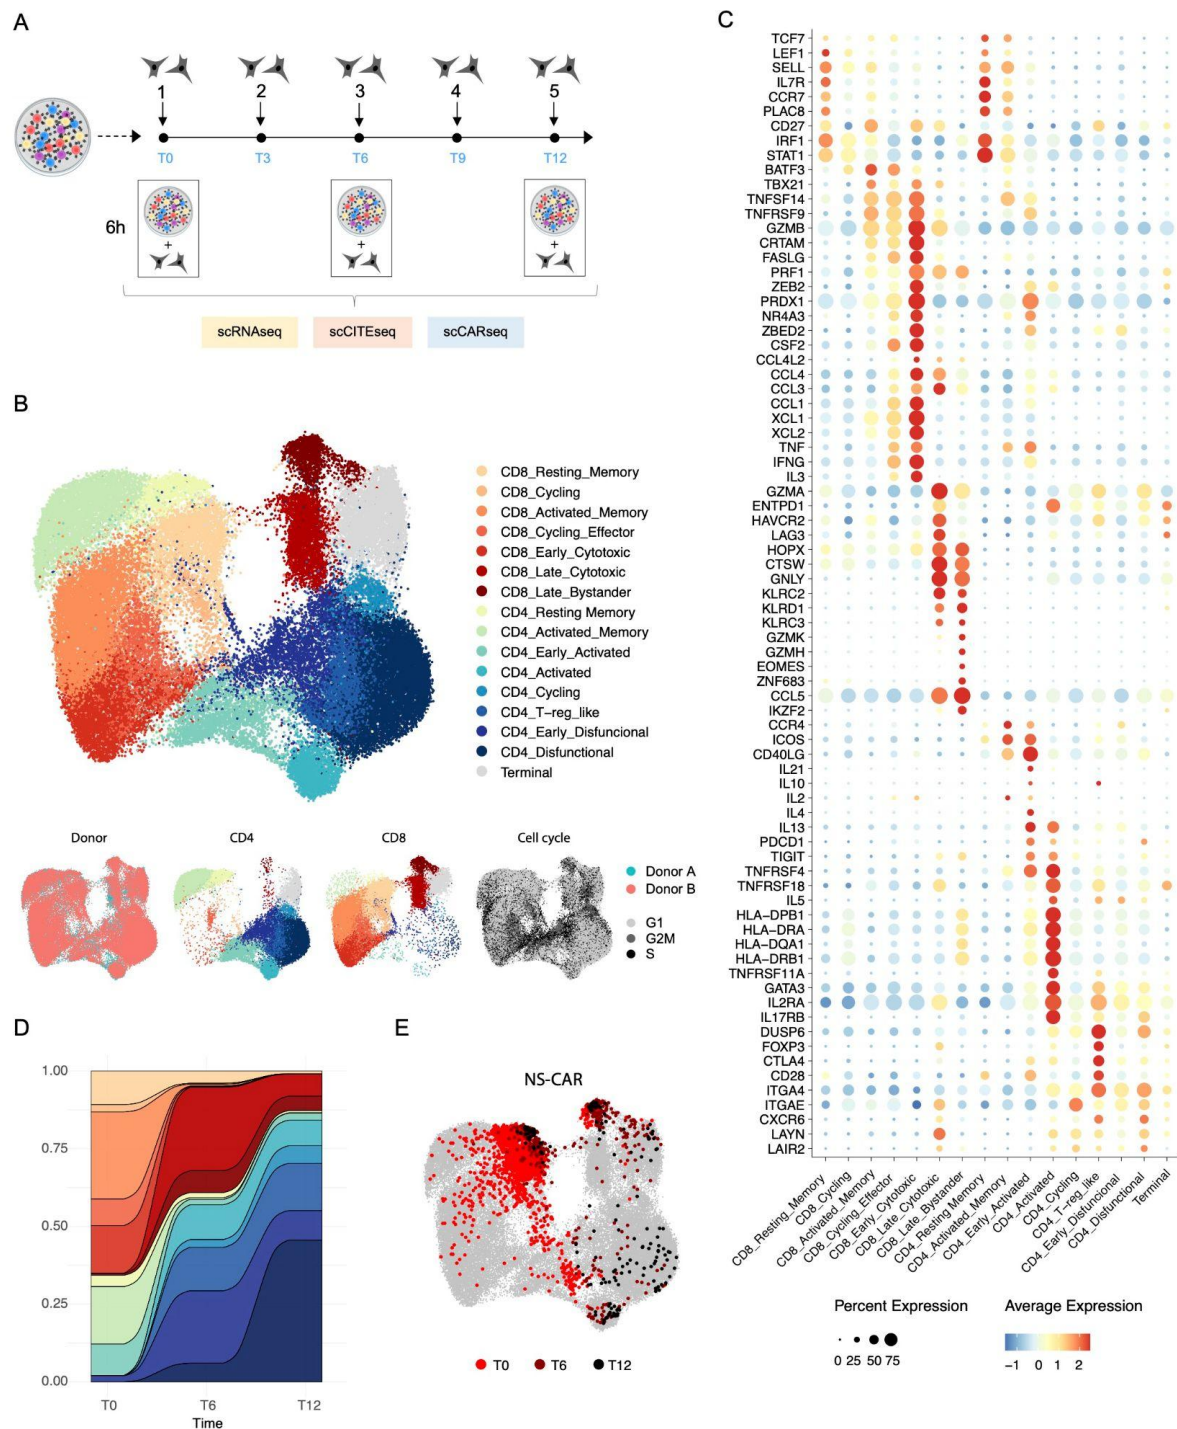 A
1 2 3 4 5
T0 T3 T6 T9 T12
6h
+ + +
scRNAseq scCITEseq scCARseq
B
CD8_Resting_Memory
CD8_Cycling
CD8_Activated_Memory
CD8_Cycling_Effector
CD8_Early_Cytotoxic
CD8_Late_Cytotoxic
CD8_Late_Bystander
CD4_Resting Memory
CD4_Activated_Memory
CD4_Early_Activated
CD4_Activated
CD4_Cycling
CD4_T-reg_like
CD4_Early_Disfuncional
CD4_Disfunctional
Terminal
Donor CD4 CD8 Cell cycle
Donor A
Donor B
G1
G2M
S
C
TCF7
LEF1
SELL
IL7R
CCR7
PLAC8
CD27
IRF1
STAT1
BATF3
TBX21
TNFSF14
TNFRSF9
GZMB
CRTAM
FASLG
PRF1
ZEB2
PRDX1
NR4A3
ZBED2
CSF2
CCL4L2
CCL4
CCL3
CCL1
XCL1
XCL2
TNF
IFNG
IL3
GZMA
ENTPD1
HAVCR2
LAG3
HOPX
CTSW
GNLY
KLRC2
KLRD1
KLRC3
GZMK
GZMH
EOMES
ZNF683
CCL5
IKZF2
CCR4
ICOS
CD40LG
IL21
IL10
IL2
IL4
IL13
PDCD1
TIGIT
TNFRSF4
TNFRSF18
IL5
HLA-DPB1
HLA-DRA
HLA-DQA1
HLA-DRB1
TNFRSF11A
GATA3
IL2RA
IL17RB
DUSP6
FOXP3
CTLA4
CD28
ITGA4
ITGAE
CXCR6
LAYN
LAIR2
CD8_Resting_Memory
CD8_Cycling
CD8_Activated_Memory
CD8_Cycling_Effector
CD8_Early_Cytotoxic
CD8_Late_Cytotoxic
CD8_Late_Bystander
CD4_Resting Memory
CD4_Activated_Memory
CD4_Early_Activated
CD4_Activated
CD4_Cycling
CD4_T-reg_like
CD4_Early_Disfuncional
CD4_Disfunctional
Terminal
Percent Expression
0 25 50 75
Average Expression
−1 0 1 2
D
1.00
0.75
0.50
0.25
0.00
T0 T6 T12
Time
E
NS-CAR
T0 T6 T12